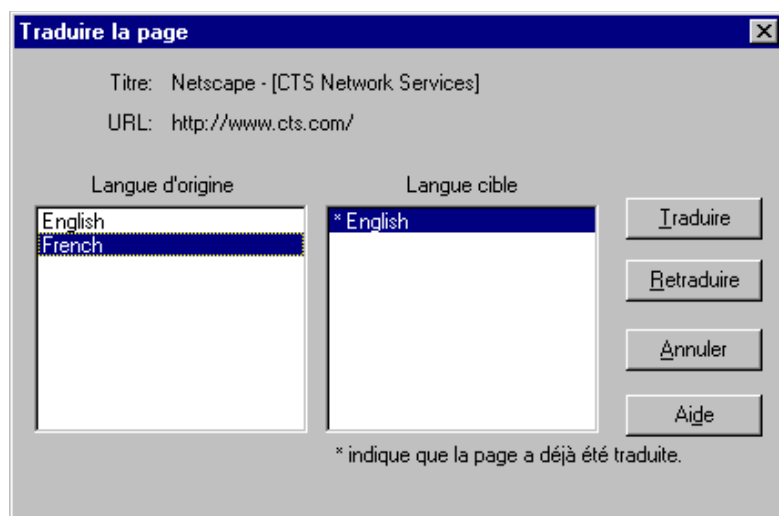 Traduire la page
Titre: Netscape - [CTS Network Services]
URL: http://www.cts.com/
Langue d'origine
Langue cible
English
French
* English
Traduire
Retraduire
Annuler
Aide
* indique que la page a déjà été traduite.